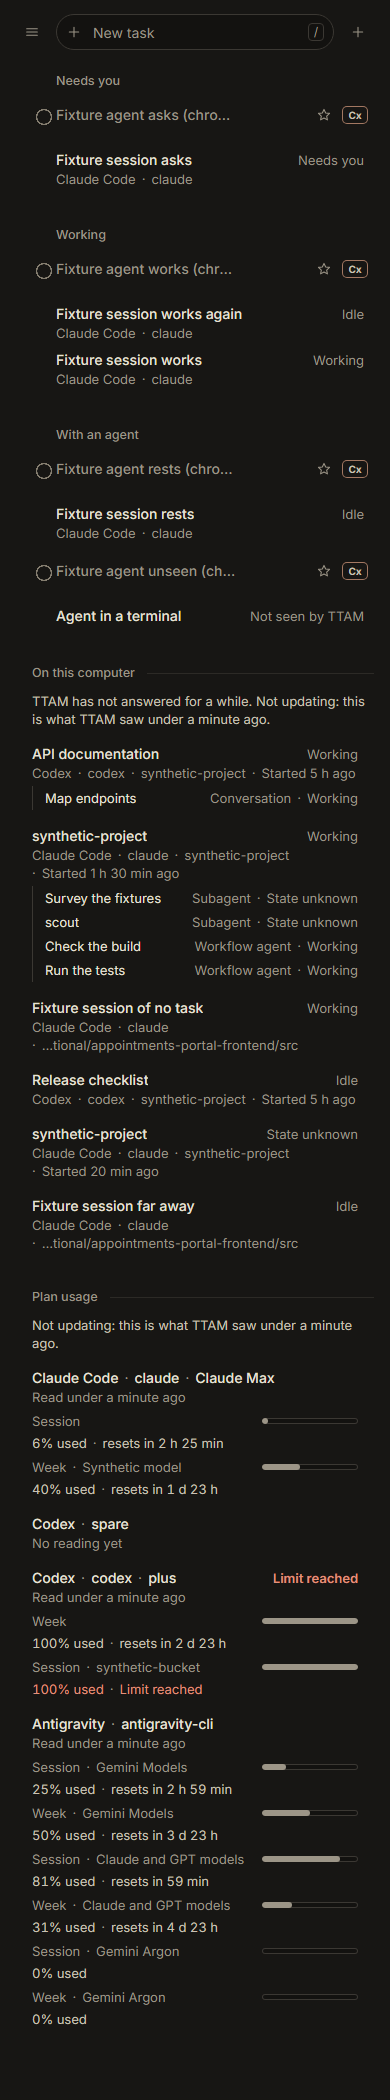 New task /
Needs you
Fixture agent asks (chro... Cx
Fixture session asks Needs you
Claude Code · claude
Working
Fixture agent works (chr... Cx
Fixture session works again Idle
Claude Code · claude
Fixture session works Working
Claude Code · claude
With an agent
Fixture agent rests (chro... Cx
Fixture session rests Idle
Claude Code · claude
Fixture agent unseen (ch... Cx
Agent in a terminal Not seen by TTAM
On this computer
TTAM has not answered for a while. Not updating: this
is what TTAM saw under a minute ago.
API documentation Working
Codex · codex · synthetic-project · Started 5 h ago
Map endpoints Conversation · Working
synthetic-project Working
Claude Code · claude · synthetic-project
· Started 1 h 30 min ago
Survey the fixtures Subagent · State unknown
scout Subagent · State unknown
Check the build Workflow agent · Working
Run the tests Workflow agent · Working
Fixture session of no task Working
Claude Code · claude
· ...tional/appointments-portal-frontend/src
Release checklist Idle
Codex · codex · synthetic-project · Started 5 h ago
synthetic-project State unknown
Claude Code · claude · synthetic-project
· Started 20 min ago
Fixture session far away Idle
Claude Code · claude
· ...tional/appointments-portal-frontend/src
Plan usage
Not updating: this is what TTAM saw under a minute
ago.
Claude Code · claude · Claude Max
Read under a minute ago
Session
6% used · resets in 2 h 25 min
Week · Synthetic model
40% used · resets in 1 d 23 h
Codex · spare
No reading yet
Codex · codex · plus Limit reached
Read under a minute ago
Week
100% used · resets in 2 d 23 h
Session · synthetic-bucket
100% used · Limit reached
Antigravity · antigravity-cli
Read under a minute ago
Session · Gemini Models
25% used · resets in 2 h 59 min
Week · Gemini Models
50% used · resets in 3 d 23 h
Session · Claude and GPT models
81% used · resets in 59 min
Week · Claude and GPT models
31% used · resets in 4 d 23 h
Session · Gemini Argon
0% used
Week · Gemini Argon
0% used